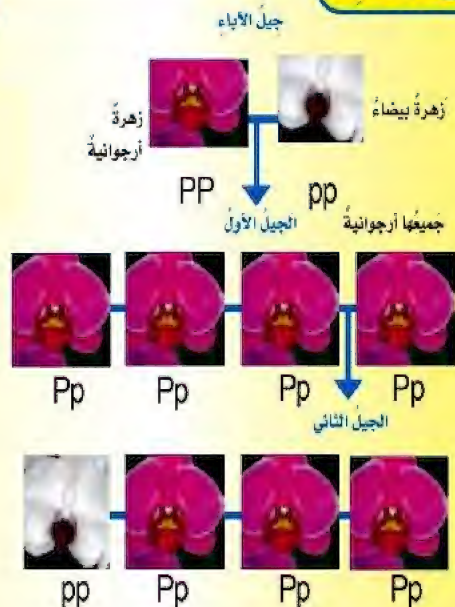 جيلُ الآباءِ
زهرةٌ أرجوانيةٌ
زهرةٌ بيضاءُ
PP pp
الجيلُ الأولُ
جميعُها أرجوانيةٌ
Pp Pp Pp Pp
الجيلُ الثاني
pp Pp Pp Pp